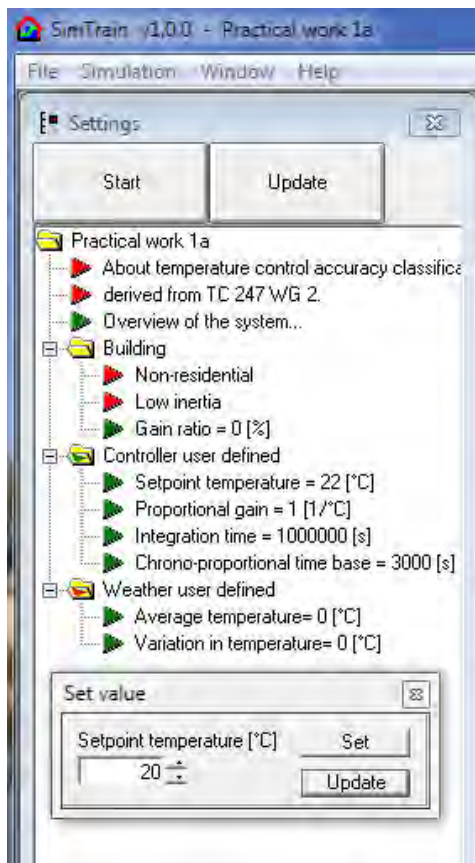 SimTrain v1.0.0 - Practical work 1a
File Simulation Window Help
Settings
Start Update
Practical work 1a
About temperature control accuracy classifica
derived from TC 247 WG 2.
Overview of the system...
Building
Non-residential
Low inertia
Gain ratio = 0 [%]
Controller user defined
Setpoint temperature = 22 [°C]
Proportional gain = 1 [1/°C]
Integration time = 1000000 [s]
Chrono-proportional time base = 3000 [s]
Weather user defined
Average temperature= 0 [°C]
Variation in temperature= 0 [°C]
Set value
Setpoint temperature [°C] Set
20 Update